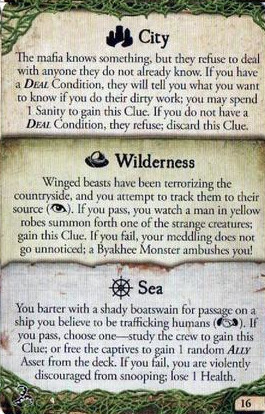 City
The mafia knows something, but they refuse to deal
with anyone they do not already know. If you have
a DEAL Condition, they will tell you what you want
to know if you do their dirty work; you may spend
1 Sanity to gain this Clue. If you do not have a
DEAL Condition, they refuse; discard this Clue.
Wilderness
Winged beasts have been terrorizing the
countryside, and you attempt to track them to their
source (). If you pass, you watch a man in yellow
robes summon forth one of the strange creatures;
gain this Clue. If you fail, your meddling does not
go unnoticed; a Byakhee Monster ambushes you!
Sea
You barter with a shady boatswain for passage on a
ship you believe to be trafficking humans (). If
you pass, choose one—study the crew to gain this
Clue; or free the captives to gain 1 random ALLY
Asset from the deck. If you fail, you are violently
discouraged from snooping; lose 1 Health.
16